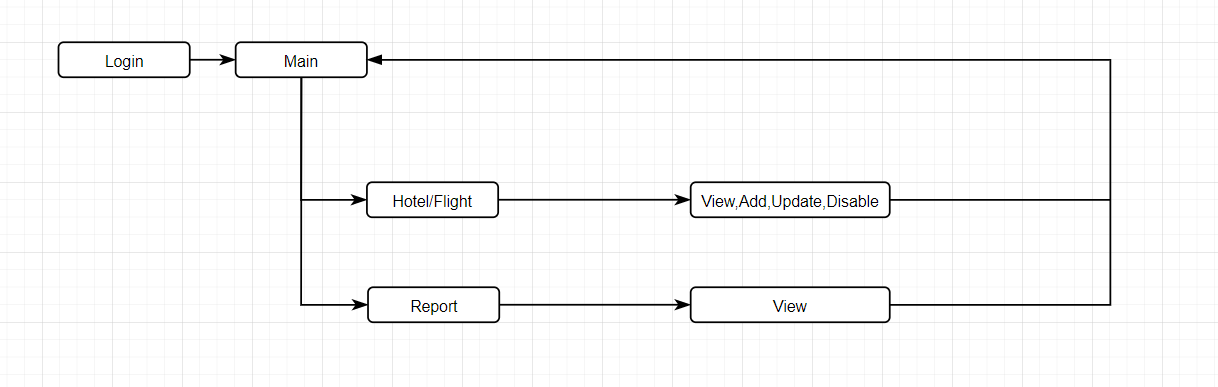 Login
Main
Hotel/Flight
View,Add,Update,Disable
Report
View